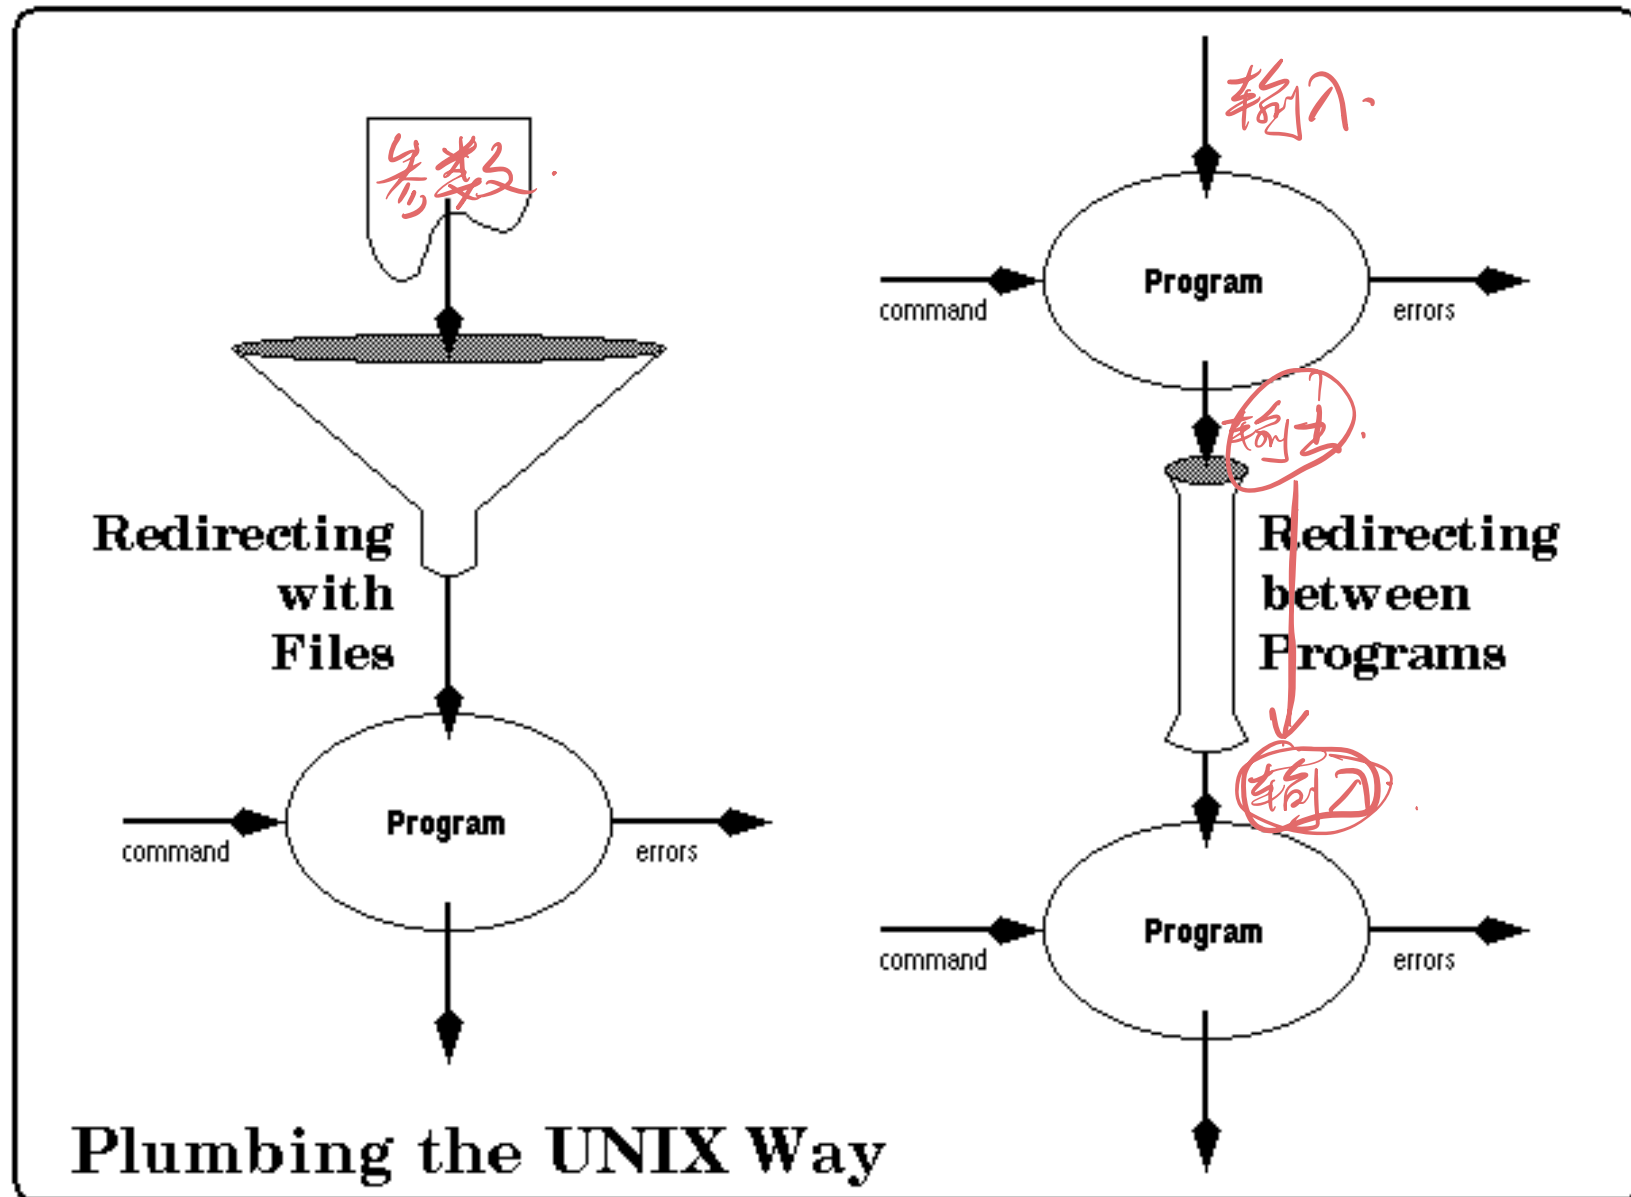 参数
Redirecting
with
Files
command
Program
errors
输入
command
Program
errors
输出
Redirecting
between
Programs
输入
command
Program
errors
Plumbing the UNIX Way